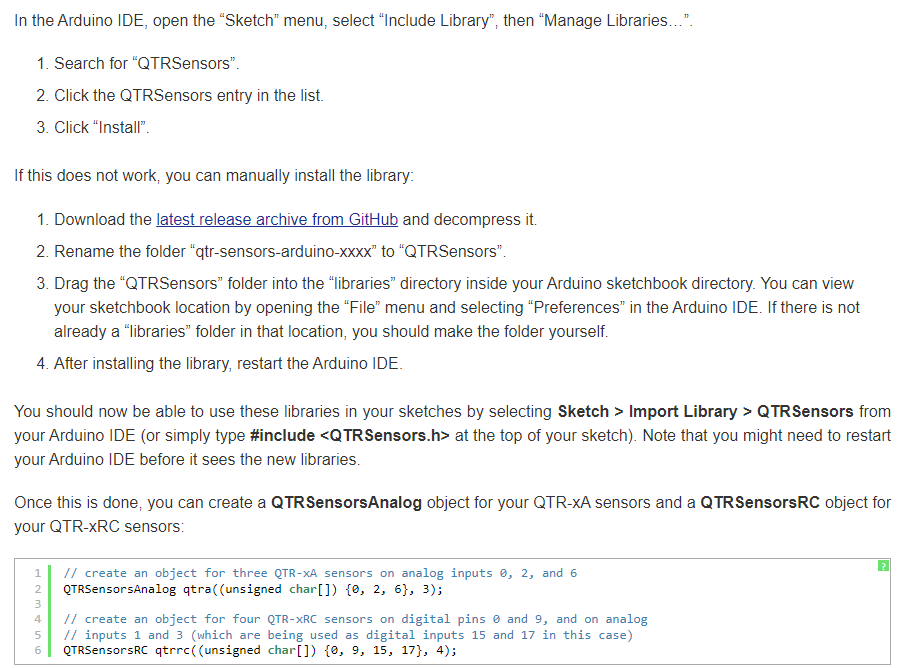 In the Arduino IDE, open the “Sketch” menu, select “Include Library”, then “Manage Libraries…”.
1. Search for “QTRSensors”.
2. Click the QTRSensors entry in the list.
3. Click “Install”.
If this does not work, you can manually install the library:
1. Download the latest release archive from GitHub and decompress it.
2. Rename the folder “qtr-sensors-arduino-xxxx” to “QTRSensors”.
3. Drag the “QTRSensors” folder into the “libraries” directory inside your Arduino sketchbook directory. You can view
your sketchbook location by opening the “File” menu and selecting “Preferences” in the Arduino IDE. If there is not
already a “libraries” folder in that location, you should make the folder yourself.
4. After installing the library, restart the Arduino IDE.
You should now be able to use these libraries in your sketches by selecting Sketch > Import Library > QTRSensors from
your Arduino IDE (or simply type #include <QTRSensors.h> at the top of your sketch). Note that you might need to restart
your Arduino IDE before it sees the new libraries.
Once this is done, you can create a QTRSensorsAnalog object for your QTR-xA sensors and a QTRSensorsRC object for
your QTR-xRC sensors:
?
1 // create an object for three QTR-xA sensors on analog inputs 0, 2, and 6
2 QTRSensorsAnalog qtra((unsigned char[]) {0, 2, 6}, 3);
3
4 // create an object for four QTR-xRC sensors on digital pins 0 and 9, and on analog
5 // inputs 1 and 3 (which are being used as digital inputs 15 and 17 in this case)
6 QTRSensorsRC qtrrc((unsigned char[]) {0, 9, 15, 17}, 4);